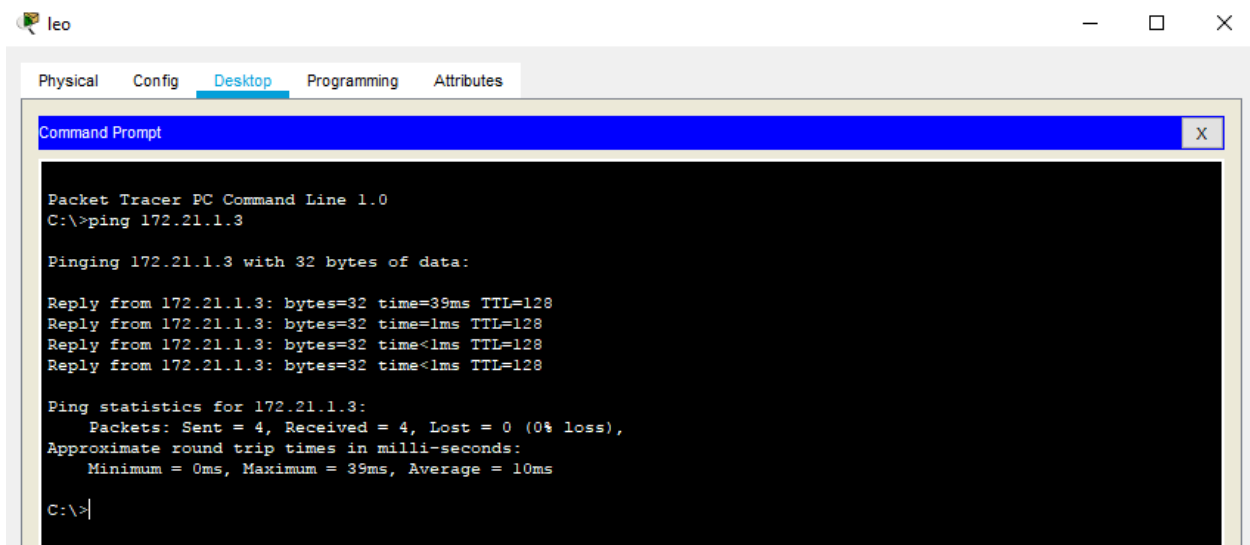 leo
Physical Config Desktop Programming Attributes
Command Prompt
X
Packet Tracer PC Command Line 1.0
C:\>ping 172.21.1.3
Pinging 172.21.1.3 with 32 bytes of data:
Reply from 172.21.1.3: bytes=32 time=39ms TTL=128
Reply from 172.21.1.3: bytes=32 time=1ms TTL=128
Reply from 172.21.1.3: bytes=32 time<1ms TTL=128
Reply from 172.21.1.3: bytes=32 time<1ms TTL=128
Ping statistics for 172.21.1.3:
Packets: Sent = 4, Received = 4, Lost = 0 (0% loss),
Approximate round trip times in milli-seconds:
Minimum = 0ms, Maximum = 39ms, Average = 10ms
C:\>